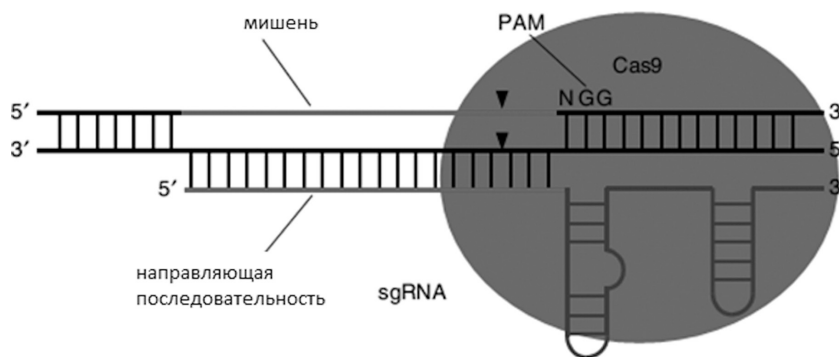 мишень
PAM
Cas9
NGG
5′ 3′
3′ 5′
5′ 3′
направляющая
последовательность
sgRNA